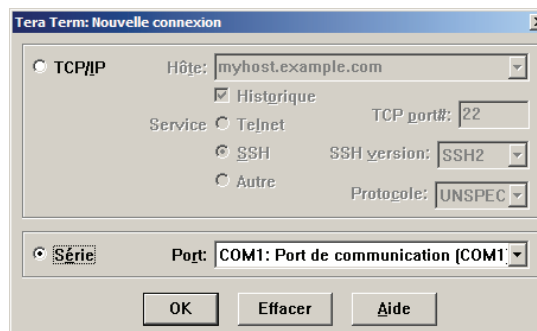 Tera Term: Nouvelle connexion
TCP/IP
Hôte: myhost.example.com
Historique
Service Telnet TCP port#: 22
SSH SSH version: SSH2
Autre Protocole: UNSPEC
Série Port: COM1: Port de communication (COM1)
OK Effacer Aide